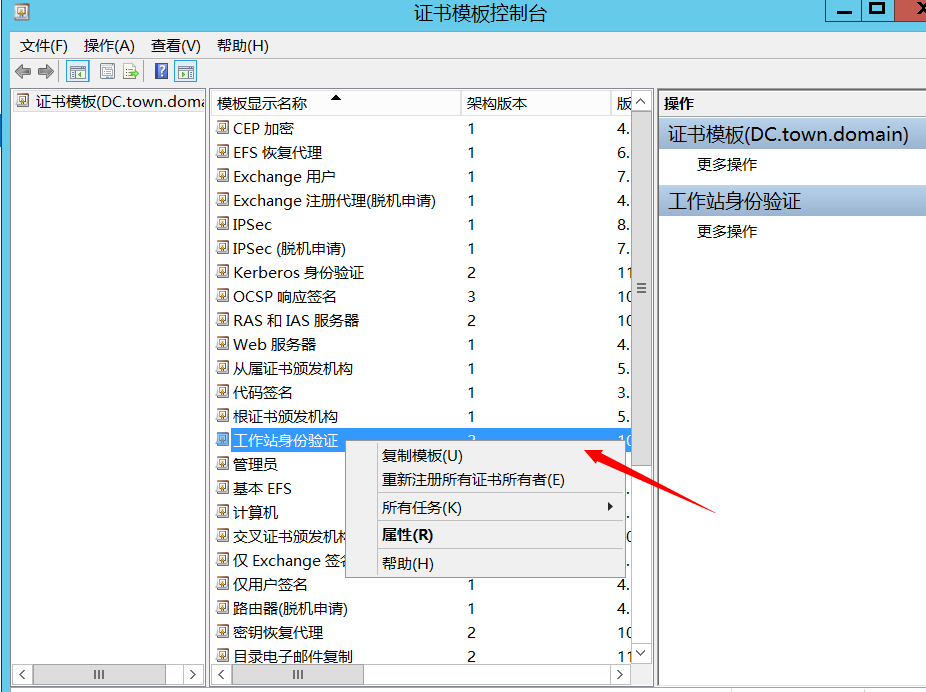 证书模板控制台
文件(F) 操作(A) 查看(V) 帮助(H)
证书模板(DC.town.doma
模板显示名称 架构版本 版
CEP 加密 1 4.
EFS 恢复代理 1 6.
Exchange 用户 1 7.
Exchange 注册代理(脱机申请) 1 4.
IPSec 1 8.
IPSec (脱机申请) 1 7.
Kerberos 身份验证 2 11
OCSP 响应签名 3 10
RAS 和 IAS 服务器 2 10
Web 服务器 1 4.
从属证书颁发机构 1 5.
代码签名 1 3.
根证书颁发机构 1 5.
工作站身份验证 2 10
管理员
基本 EFS
计算机
交叉证书颁发机构
仅 Exchange 签名
仅用户签名 1 4.
路由器(脱机申请) 1 4.
密钥恢复代理 2 10
目录电子邮件复制 2 11
复制模板(U)
重新注册所有证书所有者(E)
所有任务(K)
属性(R)
帮助(H)
操作
证书模板(DC.town.domain)
更多操作
工作站身份验证
更多操作